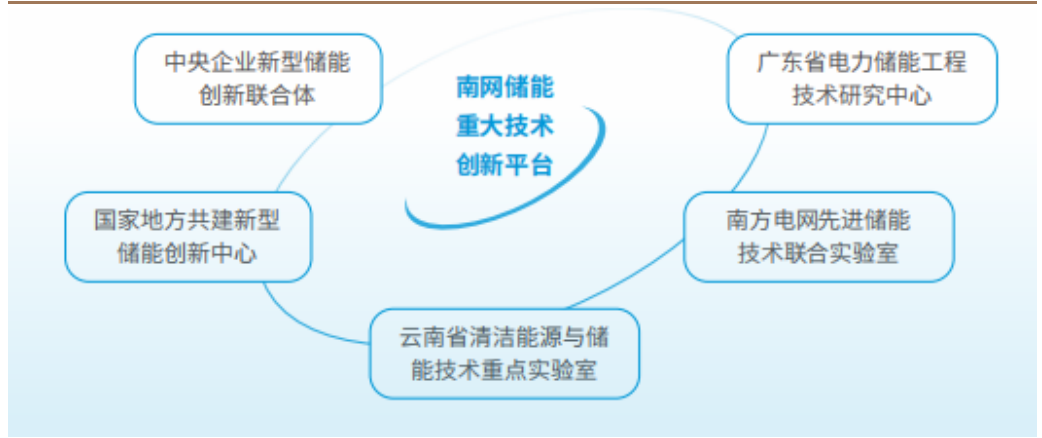 中央企业新型储能
创新联合体
南网储能
重大技术
创新平台
广东省电力储能工程
技术研究中心
国家地方共建新型
储能创新中心
南方电网先进储能
技术联合实验室
云南省清洁能源与储
能技术重点实验室